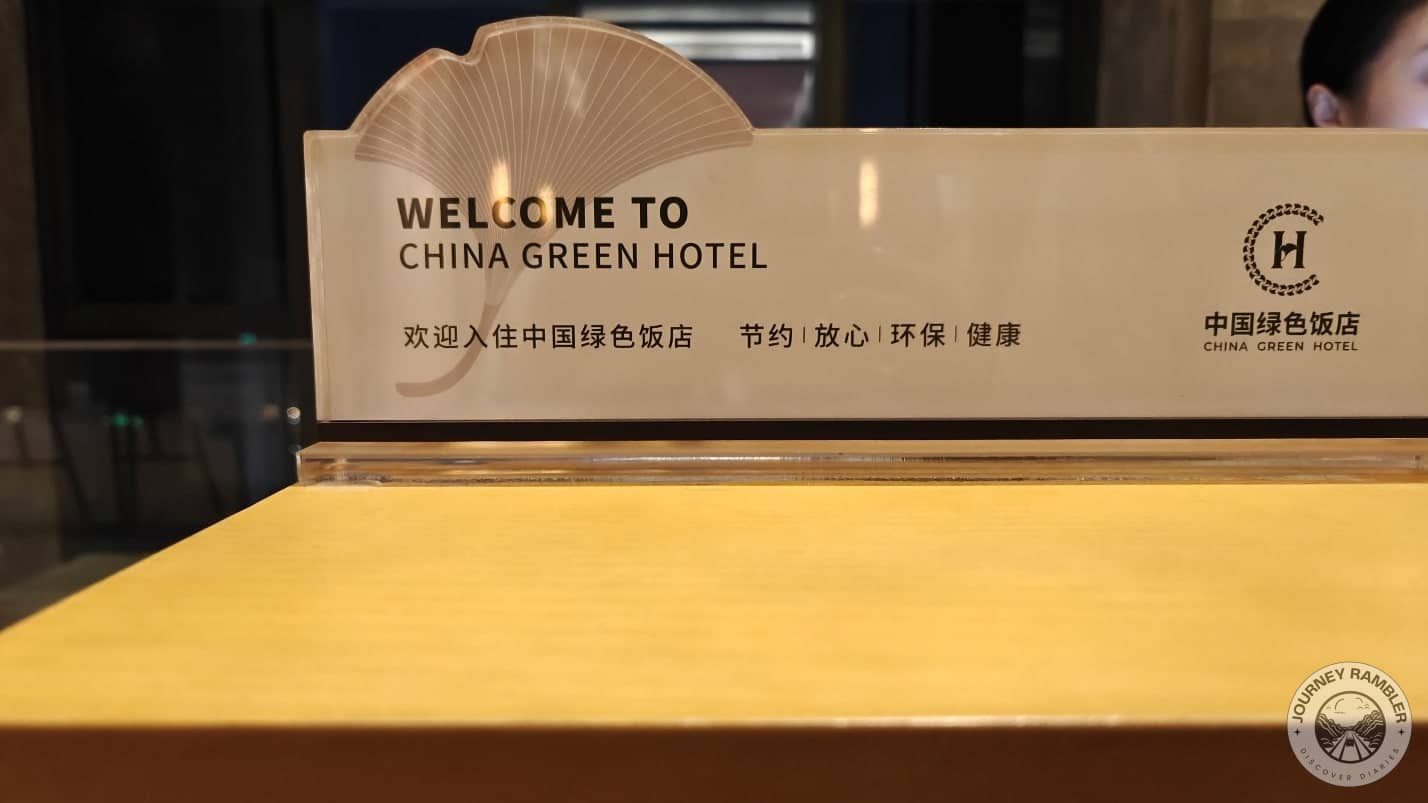 WELCOME TO
CHINA GREEN HOTEL
欢迎入住中国绿色饭店 节约 | 放心 | 环保 | 健康
CH
中国绿色饭店
CHINA GREEN HOTEL
JOURNEY RAMBLER
DISCOVER DIARIES